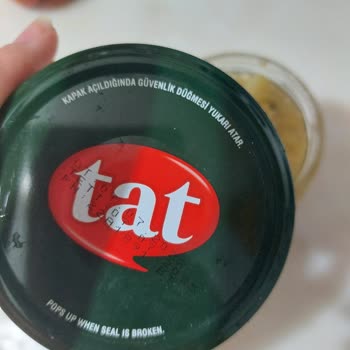 KAPAK AÇILDIĞINDA GÜVENLİK DÜĞMESİ YUKARI ATAR.
tat
POPS UP WHEN SEAL IS BROKEN.